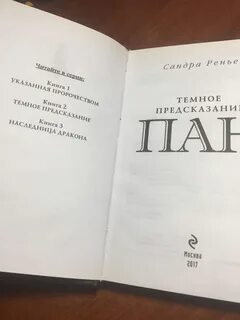 Читайте в серии:
Книга 1
УКАЗАННАЯ ПРОРОЧЕСТВОМ
Книга 2
ТЕМНОЕ ПРЕДСКАЗАНИЕ
Книга 3
НАСЛЕДНИЦА ДРАКОНА
Сандра Ренье
ТЕМНОЕ
ПРЕДСКАЗАНИЕ
ПАН
Москва
2017